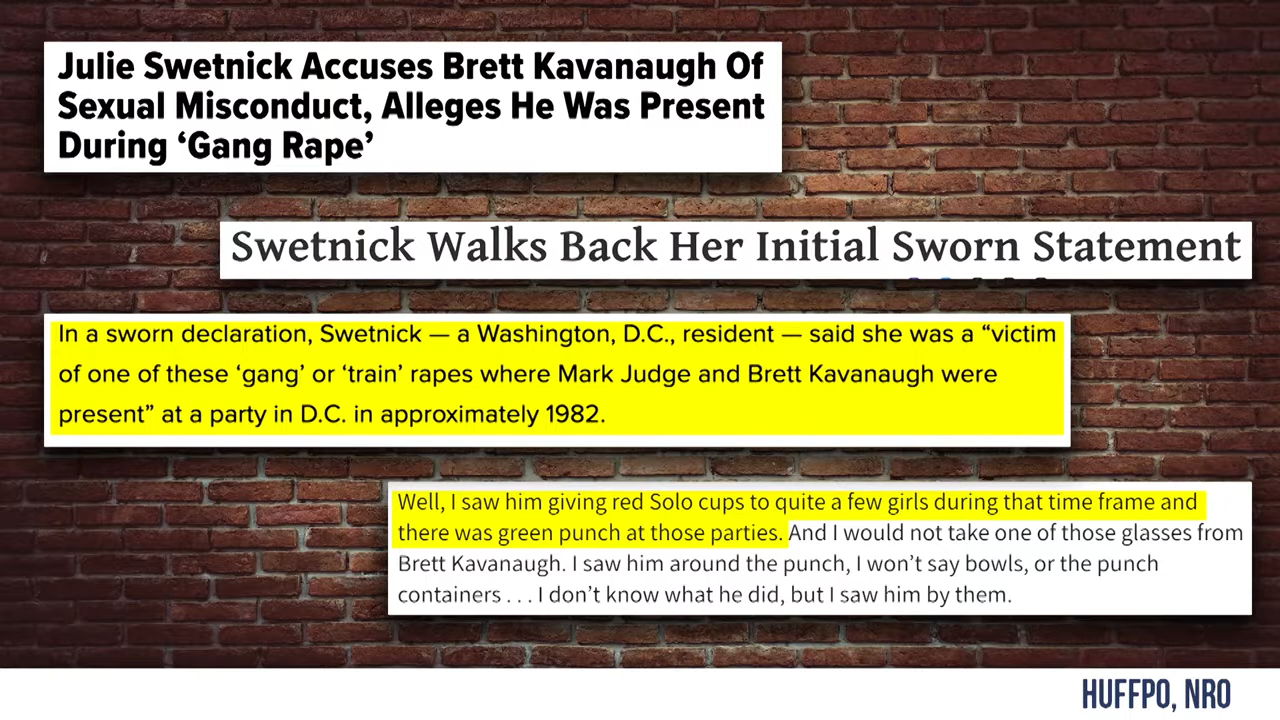 Julie Swetnick Accuses Brett Kavanaugh Of
Sexual Misconduct, Alleges He Was Present
During ‘Gang Rape’
Swetnick Walks Back Her Initial Sworn Statement
In a sworn declaration, Swetnick — a Washington, D.C., resident — said she was a “victim
of one of these ‘gang’ or ‘train’ rapes where Mark Judge and Brett Kavanaugh were
present” at a party in D.C. in approximately 1982.
Well, I saw him giving red Solo cups to quite a few girls during that time frame and
there was green punch at those parties. And I would not take one of those glasses from
Brett Kavanaugh. I saw him around the punch, I won’t say bowls, or the punch
containers . . . I don’t know what he did, but I saw him by them.
HUFFPO, NRO